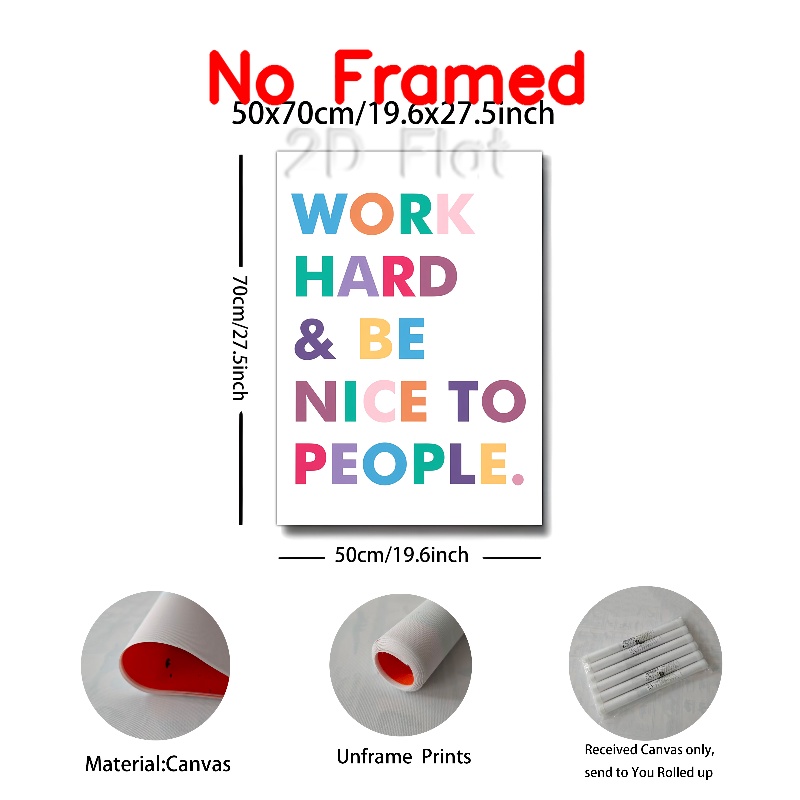 No Framed
50x70cm/19.6x27.5inch
2D Flat
70cm/27.5inch
WORK
HARD
& BE
NICE TO
PEOPLE.
50cm/19.6inch
Material:Canvas
Unframe Prints
Received Canvas only,
send to You Rolled up